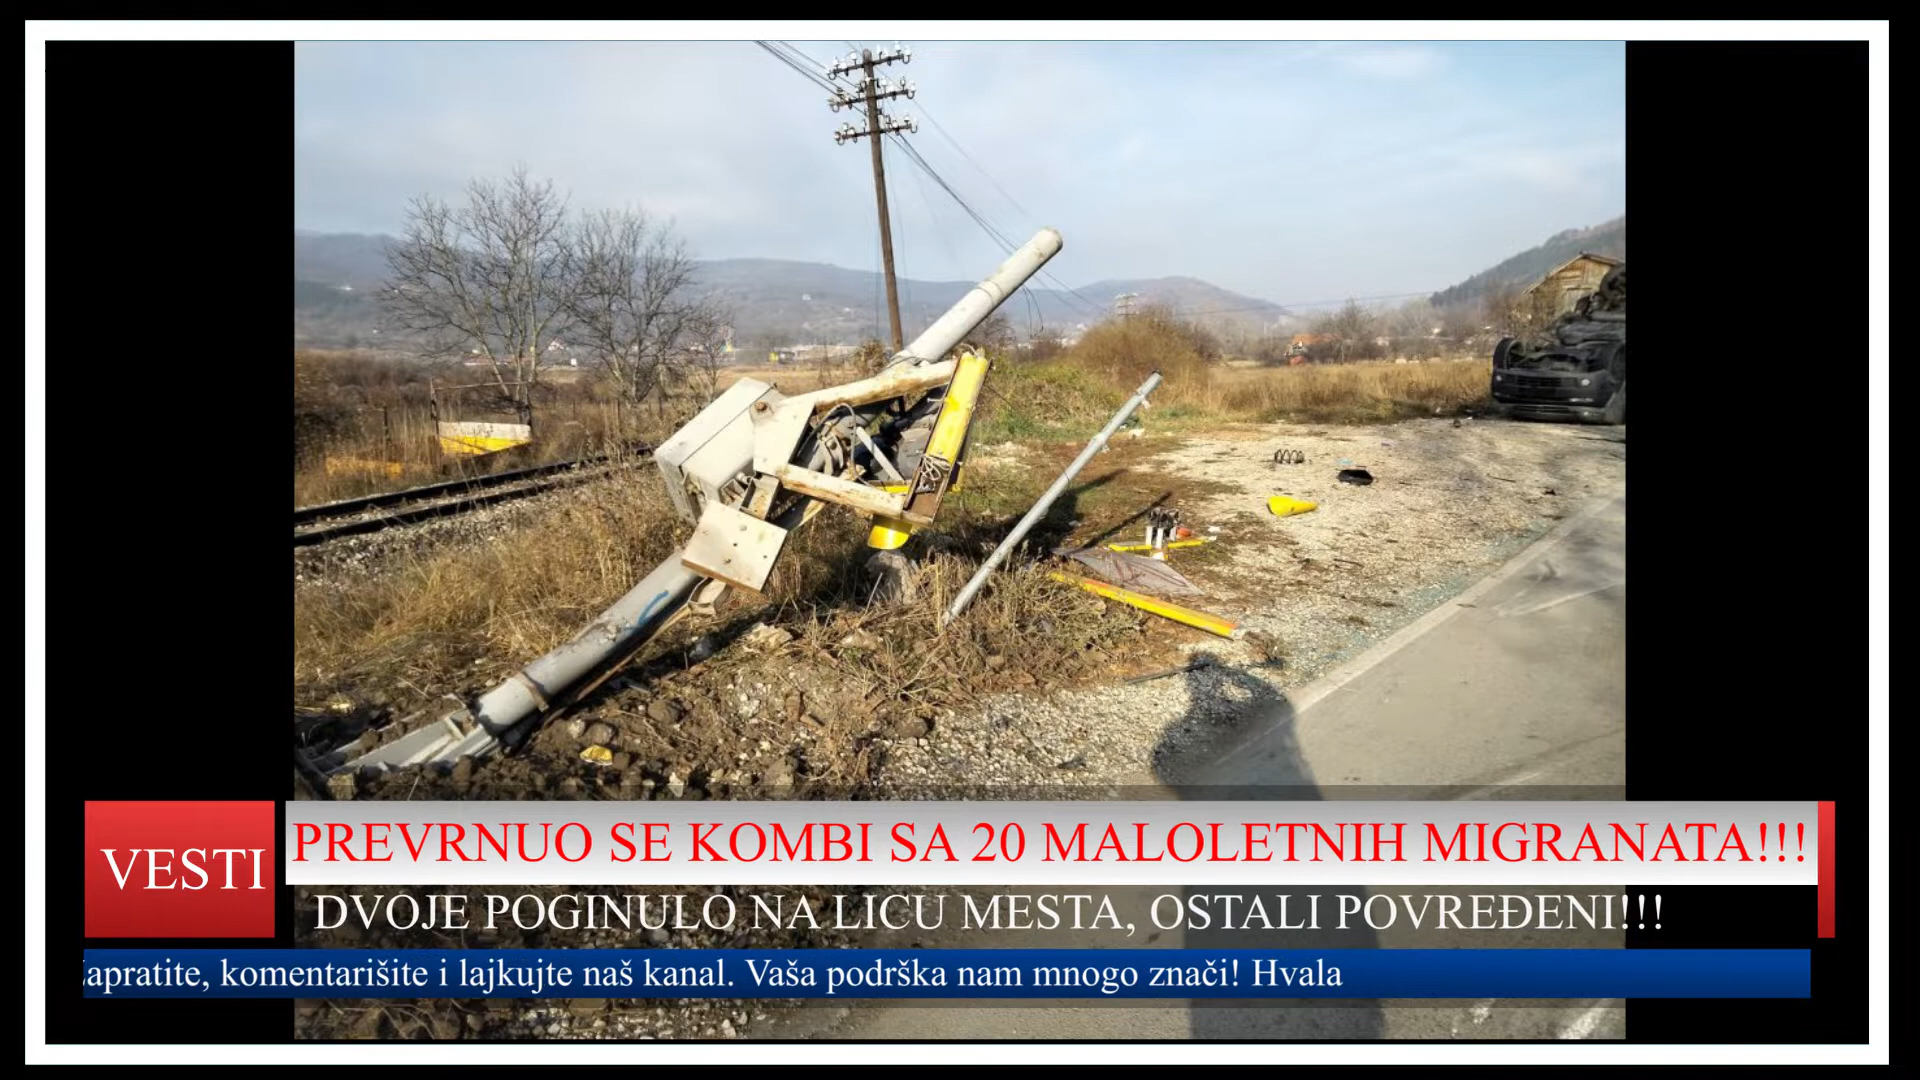 VESTI
PREVRNUO SE KOMBI SA 20 MALOLETNIH MIGRANATA!!!
DVOJE POGINULO NA LICU MESTA, OSTALI POVREĐENI!!!
apratite, komentarišite i lajkujte naš kanal. Vaša podrška nam mnogo znači! Hvala